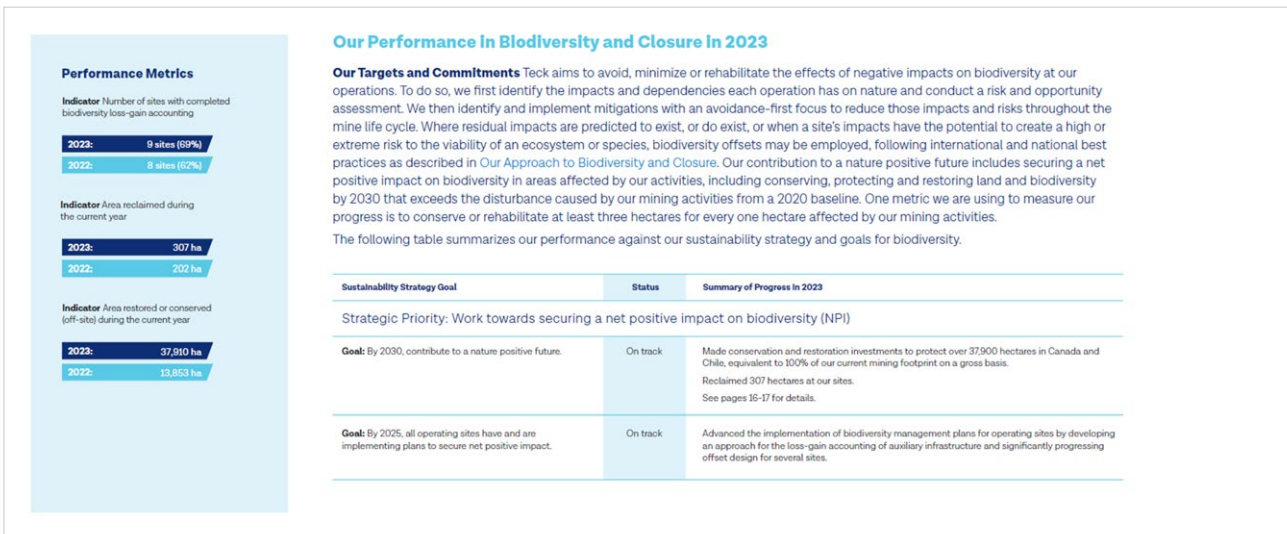 Performance Metrics
Indicator Number of sites with completed
biodiversity loss-gain accounting
2023: 9 sites (69%)
2022: 8 sites (62%)
Indicator Area reclaimed during
the current year
2023: 307 ha
2022: 202 ha
Indicator Area restored or conserved
(off-site) during the current year
2023: 37,910 ha
2022: 13,853 ha
Our Performance in Biodiversity and Closure in 2023
Our Targets and Commitments Teck aims to avoid, minimize or rehabilitate the effects of negative impacts on biodiversity at our
operations. To do so, we first identify the impacts and dependencies each operation has on nature and conduct a risk and opportunity
assessment. We then identify and implement mitigations with an avoidance-first focus to reduce those impacts and risks throughout the
mine life cycle. Where residual impacts are predicted to exist, or do exist, or when a site's impacts have the potential to create a high or
extreme risk to the viability of an ecosystem or species, biodiversity offsets may be employed, following international and national best
practices as described in Our Approach to Biodiversity and Closure. Our contribution to a nature positive future includes securing a net
positive impact on biodiversity in areas affected by our activities, including conserving, protecting and restoring land and biodiversity
by 2030 that exceeds the disturbance caused by our mining activities from a 2020 baseline. One metric we are using to measure our
progress is to conserve or rehabilitate at least three hectares for every one hectare affected by our mining activities.
The following table summarizes our performance against our sustainability strategy and goals for biodiversity.
Sustainability Strategy Goal Status Summary of Progress in 2023
Strategic Priority: Work towards securing a net positive impact on biodiversity (NPI)
Goal: By 2030, contribute to a nature positive future. On track Made conservation and restoration investments to protect over 37,900 hectares in Canada and
Chile, equivalent to 100% of our current mining footprint on a gross basis.
Reclaimed 307 hectares at our sites.
See pages 16-17 for details.
Goal: By 2025, all operating sites have and are On track Advanced the implementation of biodiversity management plans for operating sites by developing
implementing plans to secure net positive impact. an approach for the loss-gain accounting of auxiliary infrastructure and significantly progressing
offset design for several sites.